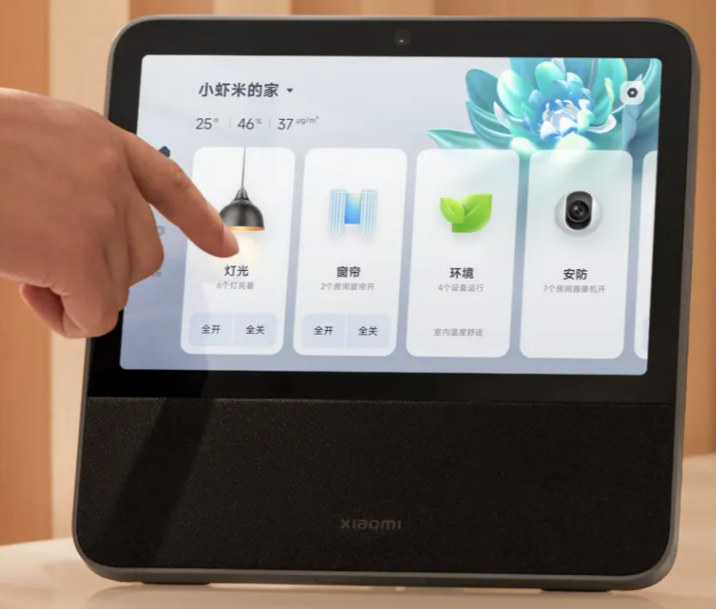 小虾米的家
25° 46% 37 µg/m³
灯光
6个灯亮着
全开 全关
窗帘
2个房间窗帘开
全开 全关
环境
4个设备运行
室内温度舒适
安防
7个房间摄像机开
xiaomi